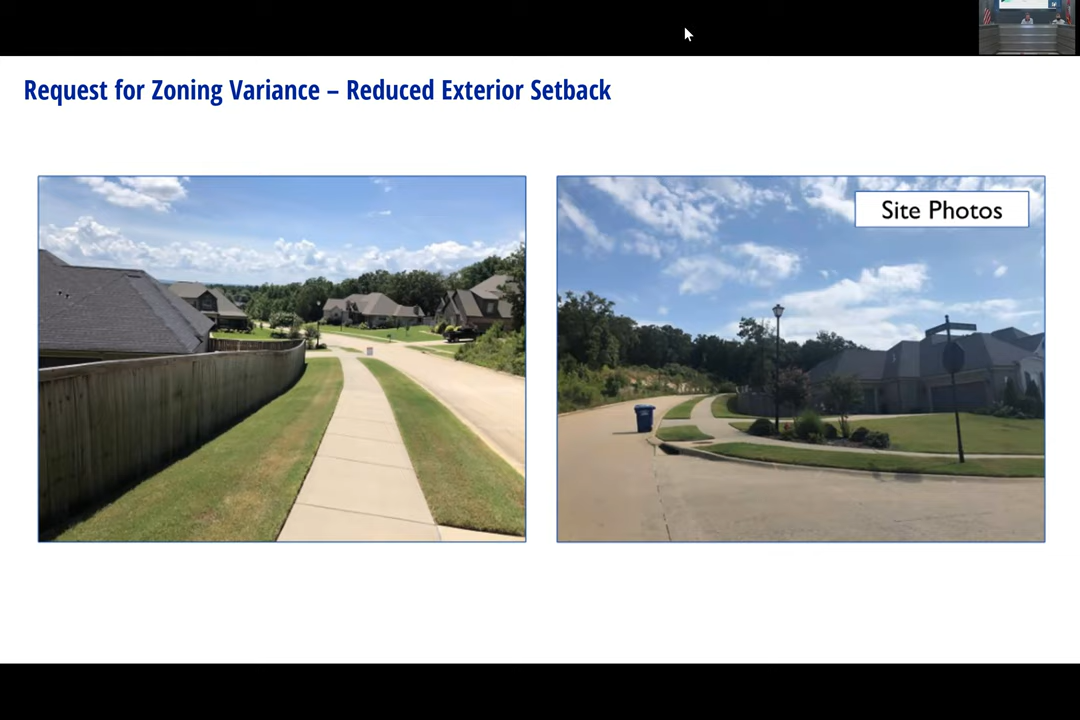 Request for Zoning Variance – Reduced Exterior Setback
Site Photos